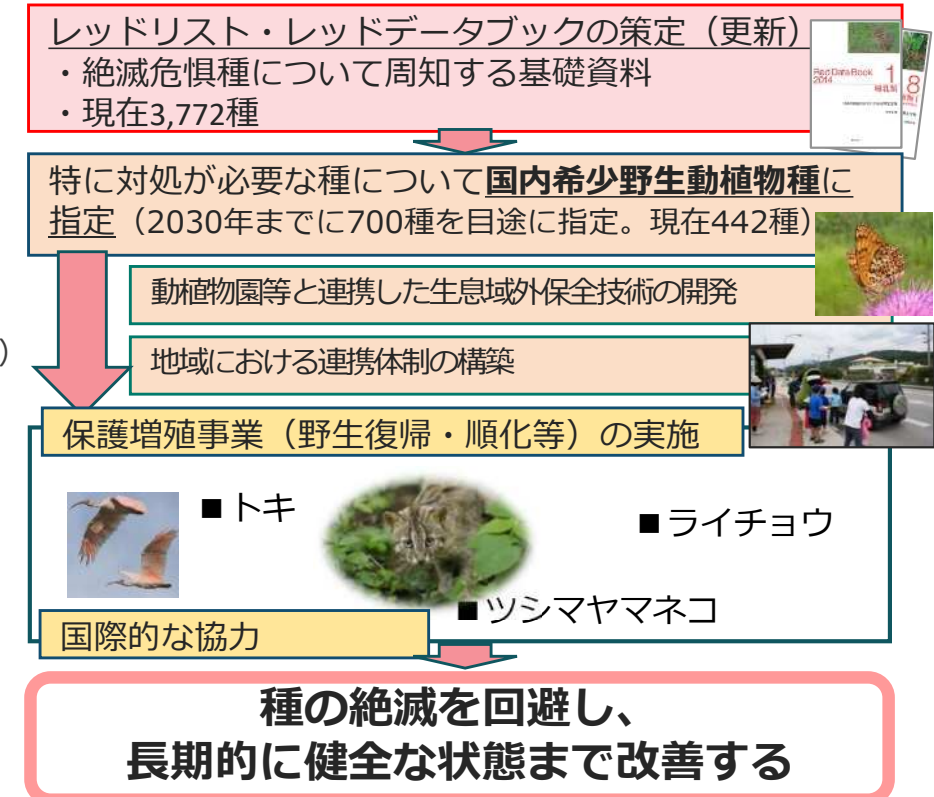 レッドリスト・レッドデータブックの策定（更新）
・絶滅危惧種について周知する基礎資料
・現在3,772種
Red Data Book
2014
1
8
特に対処が必要な種について国内希少野生動植物種に
指定（2030年までに700種を目途に指定。現在442種）
動植物園等と連携した生息域外保全技術の開発
）
地域における連携体制の構築
保護増殖事業（野生復帰・順化等）の実施
■トキ
■ライチョウ
■ツシマヤマネコ
国際的な協力
種の絶滅を回避し、
長期的に健全な状態まで改善する